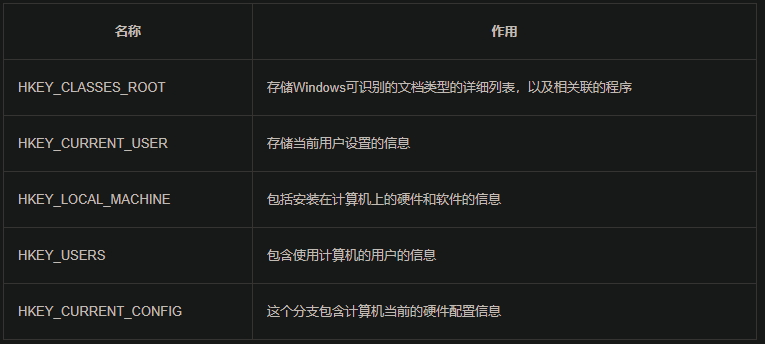 名称 作用
HKEY_CLASSES_ROOT 存储Windows可识别的文档类型的详细列表，以及相关联的程序
HKEY_CURRENT_USER 存储当前用户设置的信息
HKEY_LOCAL_MACHINE 包括安装在计算机上的硬件和软件的信息
HKEY_USERS 包含使用计算机的用户的信息
HKEY_CURRENT_CONFIG 这个分支包含计算机当前的硬件配置信息